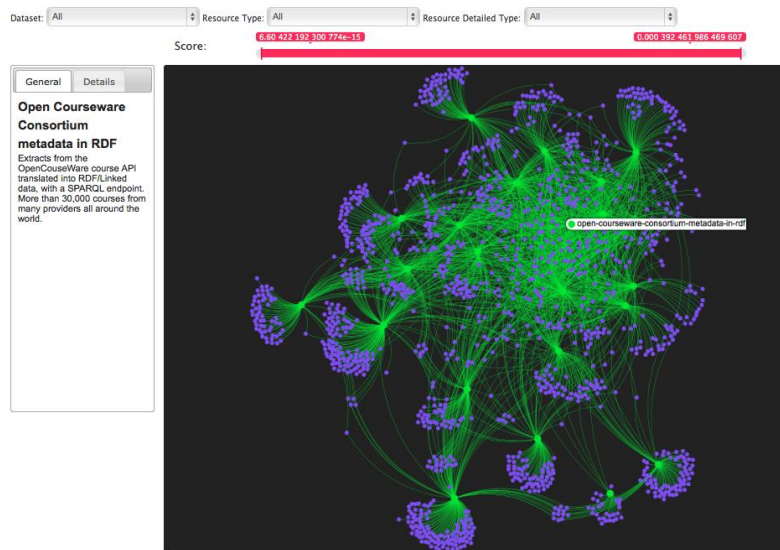 Dataset: All Resource Type: All Resource Detailed Type: All
Score: 6.60 422 192 300 774e-15 0.000 392 461 986 469 607
General Details
Open Courseware
Consortium
metadata in RDF
Extracts from the
OpenCouseWare course API
translated into RDF/Linked
data, with a SPARQL endpoint.
More than 30,000 courses from
many providers all around the
world.
open-courseware-consortium-metadata-in-rdf